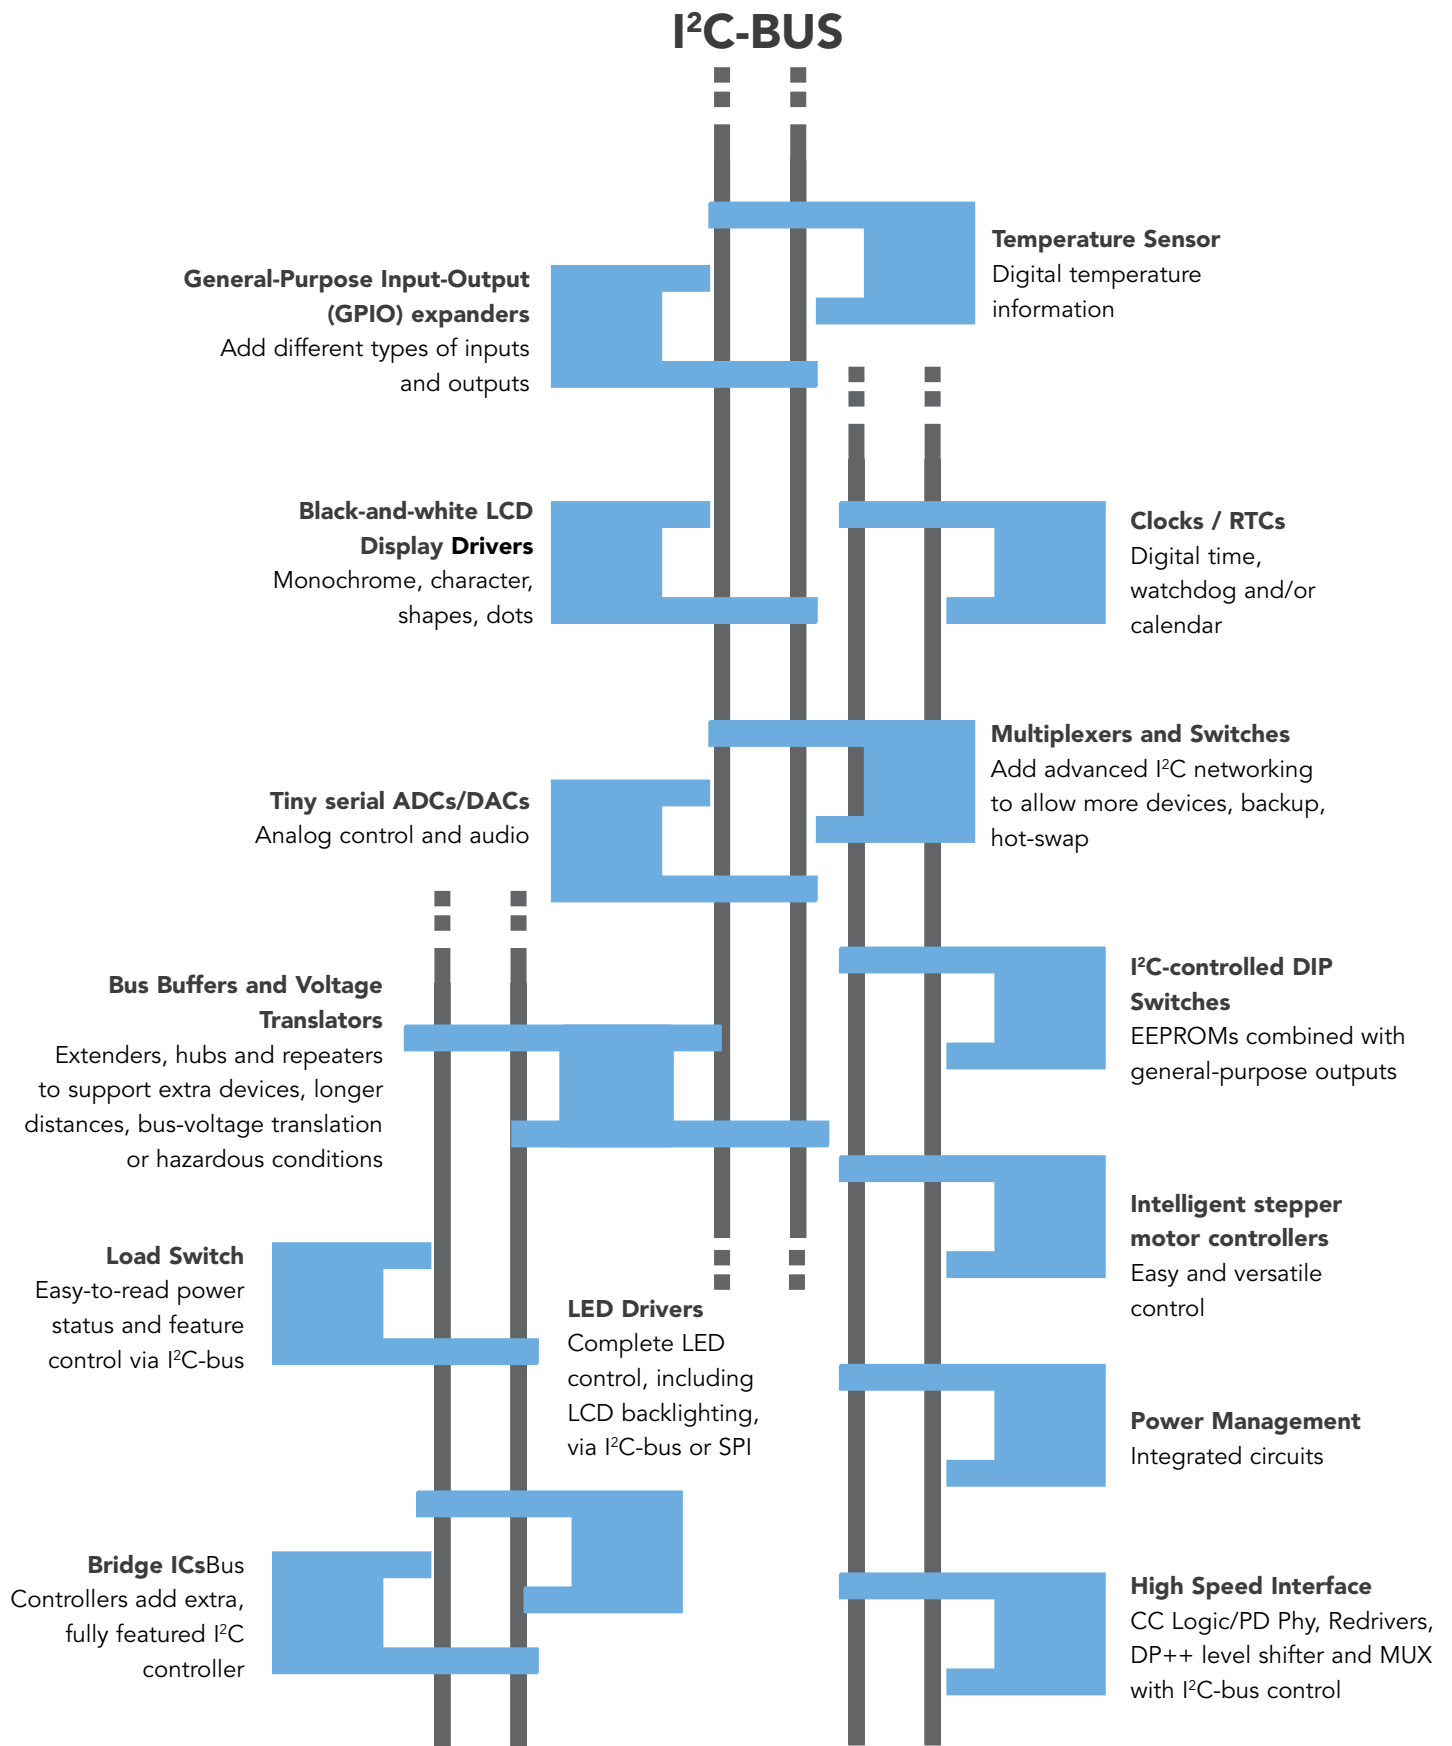 I²C-BUS
Temperature Sensor
Digital temperature
information
General-Purpose Input-Output
(GPIO) expanders
Add different types of inputs
and outputs
Black-and-white LCD
Display Drivers
Monochrome, character,
shapes, dots
Clocks / RTCs
Digital time,
watchdog and/or
calendar
Multiplexers and Switches
Add advanced I²C networking
to allow more devices, backup,
hot-swap
Tiny serial ADCs/DACs
Analog control and audio
I²C-controlled DIP
Switches
EEPROMs combined with
general-purpose outputs
Bus Buffers and Voltage
Translators
Extenders, hubs and repeaters
to support extra devices, longer
distances, bus-voltage translation
or hazardous conditions
Intelligent stepper
motor controllers
Easy and versatile
control
Load Switch
Easy-to-read power
status and feature
control via I²C-bus
LED Drivers
Complete LED
control, including
LCD backlighting,
via I²C-bus or SPI
Power Management
Integrated circuits
Bridge ICsBus
Controllers add extra,
fully featured I²C
controller
High Speed Interface
CC Logic/PD Phy, Redrivers,
DP++ level shifter and MUX
with I²C-bus control